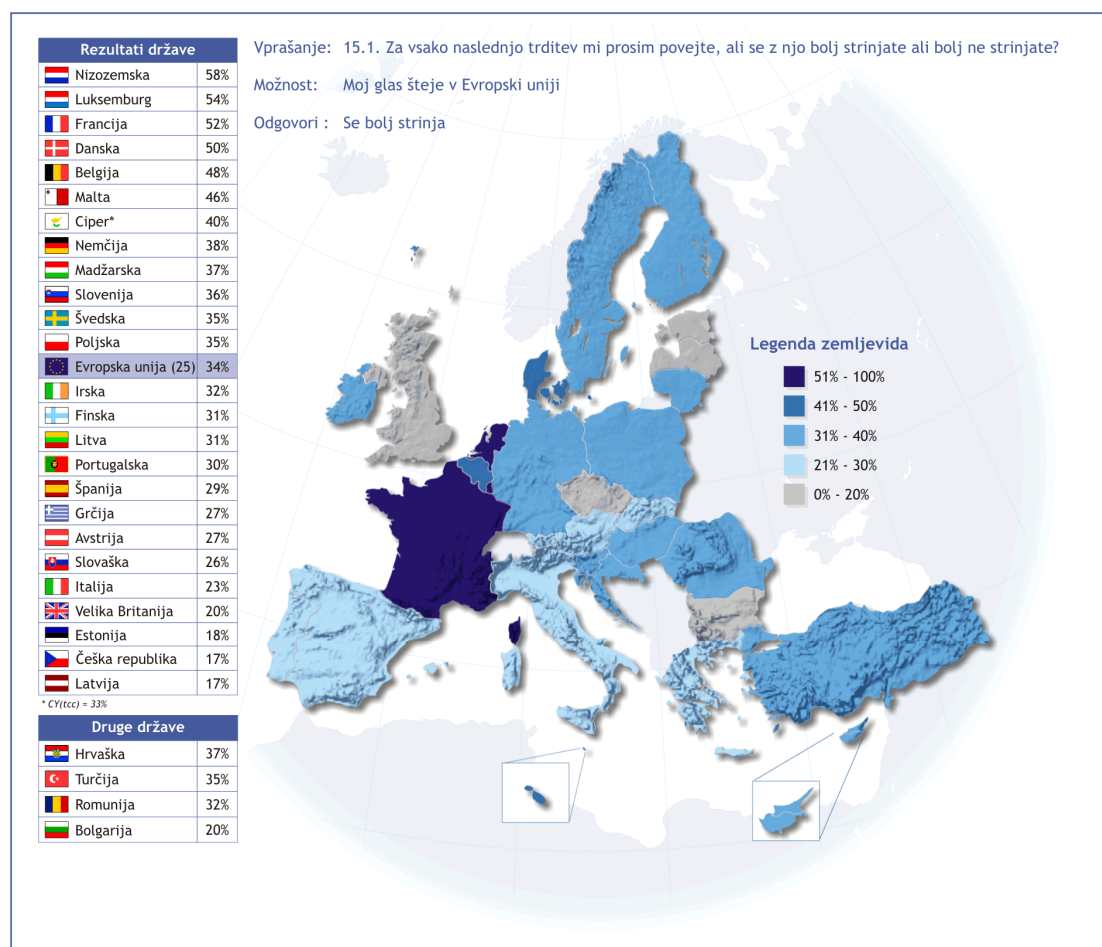 Rezultati države
Nizozemska 58%
Luksemburg 54%
Francija 52%
Danska 50%
Belgija 48%
Malta 46%
Ciper* 40%
Nemčija 38%
Madžarska 37%
Slovenija 36%
Švedska 35%
Poljska 35%
Evropska unija (25) 34%
Irska 32%
Finska 31%
Litva 31%
Portugalska 30%
Španija 29%
Grčija 27%
Avstrija 27%
Slovaška 26%
Italija 23%
Velika Britanija 20%
Estonija 18%
Češka republika 17%
Latvija 17%
* CY(tcc) = 33%
Druge države
Hrvaška 37%
Turčija 35%
Romunija 32%
Bolgarija 20%
Vprašanje: 15.1. Za vsako naslednjo trditev mi prosim povejte, ali se z njo bolj strinjate ali bolj ne strinjate?
Možnost: Moj glas šteje v Evropski uniji
Odgovori : Se bolj strinja
Legenda zemljevida
51% - 100%
41% - 50%
31% - 40%
21% - 30%
0% - 20%